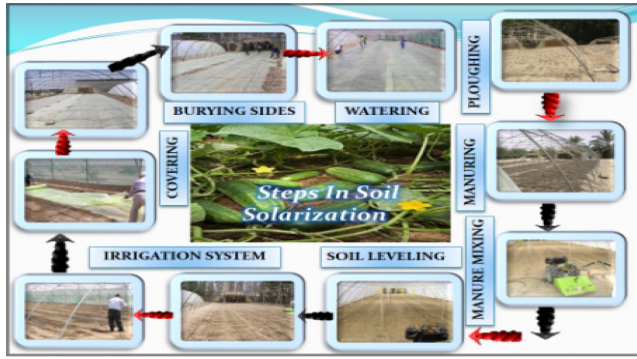 PLOUGHING
BURYING SIDES
WATERING
MANURING
COVERING
Steps In Soil
Solarization
MANURE MIXING
IRRIGATION SYSTEM
SOIL LEVELING